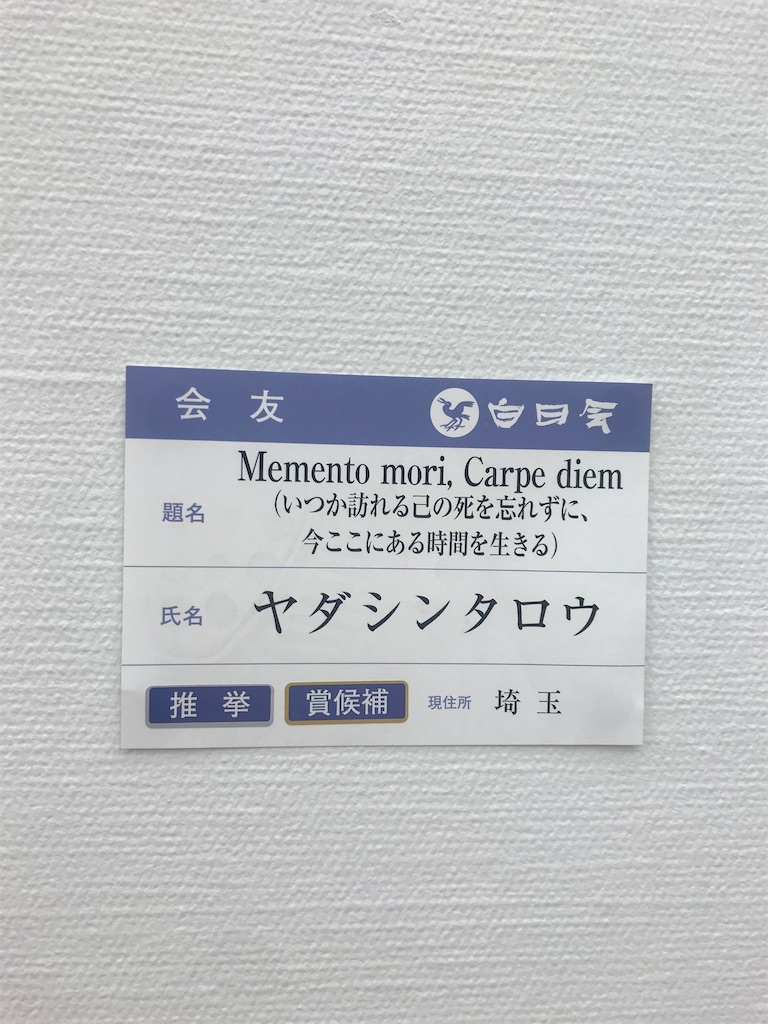 会友 白日会
題名 Memento mori, Carpe diem
(いつか訪れる己の死を忘れずに、
今ここにある時間を生きる)
氏名 ヤダシンタロウ
推挙 賞候補 現住所 埼玉